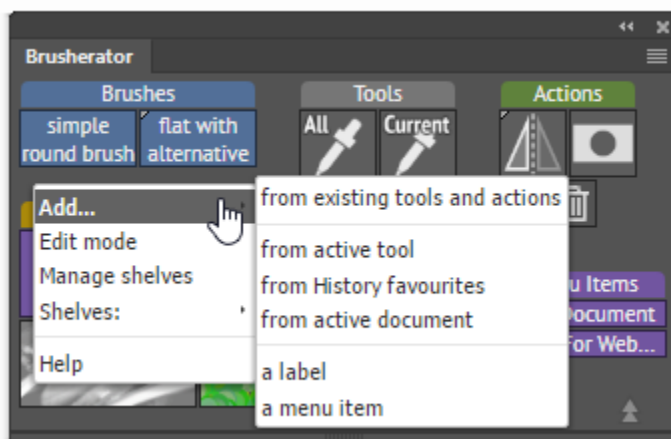 Brusherator
Brushes
simple
round brush
flat with
alternative
Tools
All
Current
Actions
Add...
Edit mode
Manage shelves
Shelves:
Help
from existing tools and actions
from active tool
from History favourites
from active document
a label
a menu item
Items
Document
For Web...